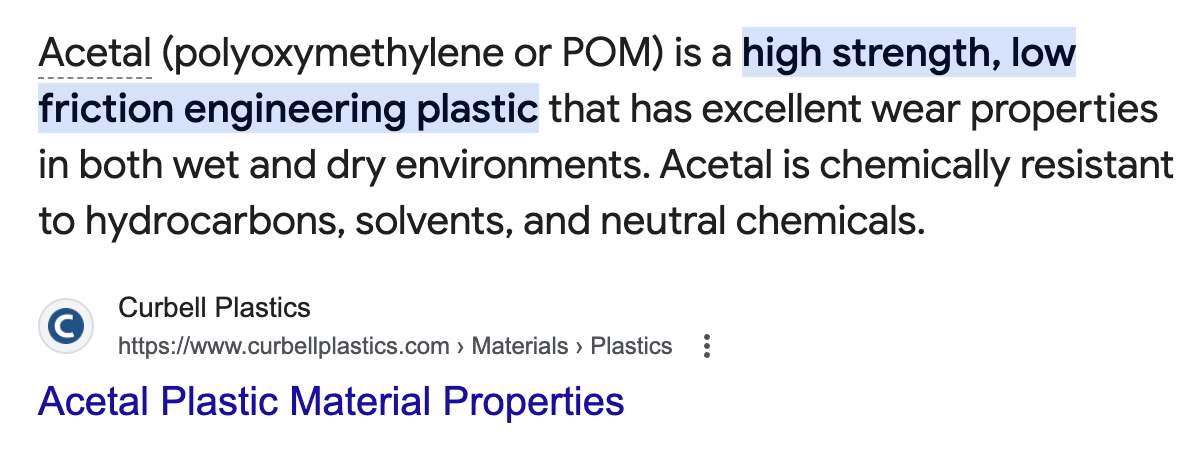 Acetal (polyoxymethylene or POM) is a high strength, low
friction engineering plastic that has excellent wear properties
in both wet and dry environments. Acetal is chemically resistant
to hydrocarbons, solvents, and neutral chemicals.
C
Curbell Plastics
https://www.curbellplastics.com › Materials › Plastics
Acetal Plastic Material Properties